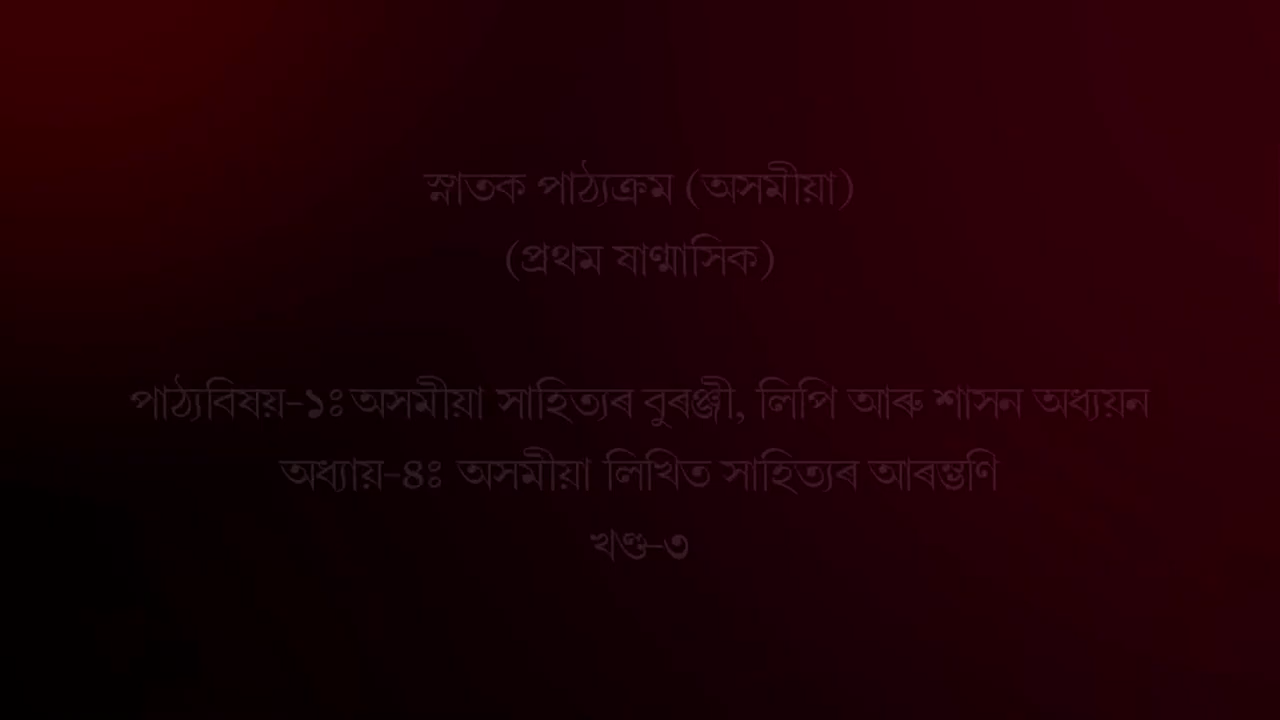 স্নাতক পাঠ্যক্ৰম (অসমীয়া)
(প্ৰথম ষাণ্মাসিক)
পাঠ্যবিষয়-১ঃ অসমীয়া সাহিত্যৰ বুৰঞ্জী, লিপি আৰু শাসন অধ্যয়ন
অধ্যায়-৪ঃ অসমীয়া লিখিত সাহিত্যৰ আৰম্ভণি
খণ্ড-৩